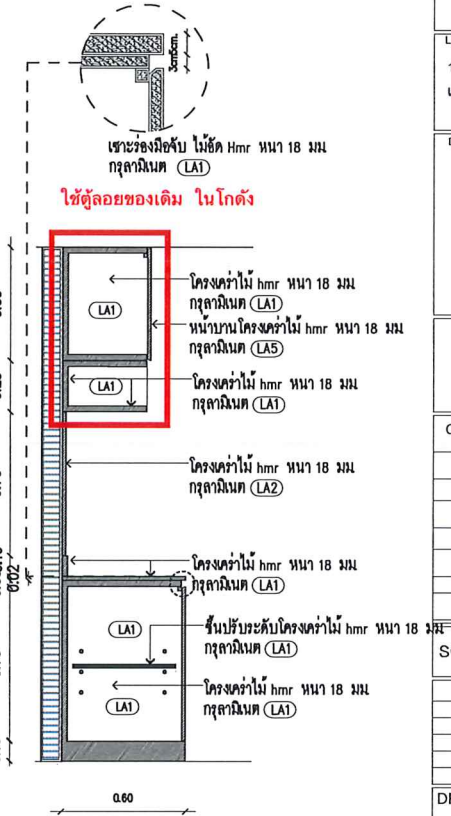 3cm5cm.
เซาะร่องมือจับ ไม้อัด Hmr หนา 18 มม
กรุลามิเนต LA1
ใช้ตู้ลอยของเดิม ในโกดัง
โครงเคร่าไม้ hmr หนา 18 มม
กรุลามิเนต LA1
LA1
หน้าบานโครงเคร่าไม้ hmr หนา 18 มม
กรุลามิเนต LA5
LA1
โครงเคร่าไม้ hmr หนา 18 มม
กรุลามิเนต LA1
โครงเคร่าไม้ hmr หนา 18 มม
กรุลามิเนต LA2
โครงเคร่าไม้ hmr หนา 18 มม
กรุลามิเนต LA1
0.02
LA1
ชั้นปรับระดับโครงเคร่าไม้ hmr หนา 18 มม
กรุลามิเนต LA1
โครงเคร่าไม้ hmr หนา 18 มม
กรุลามิเนต LA1
LA1
0.60